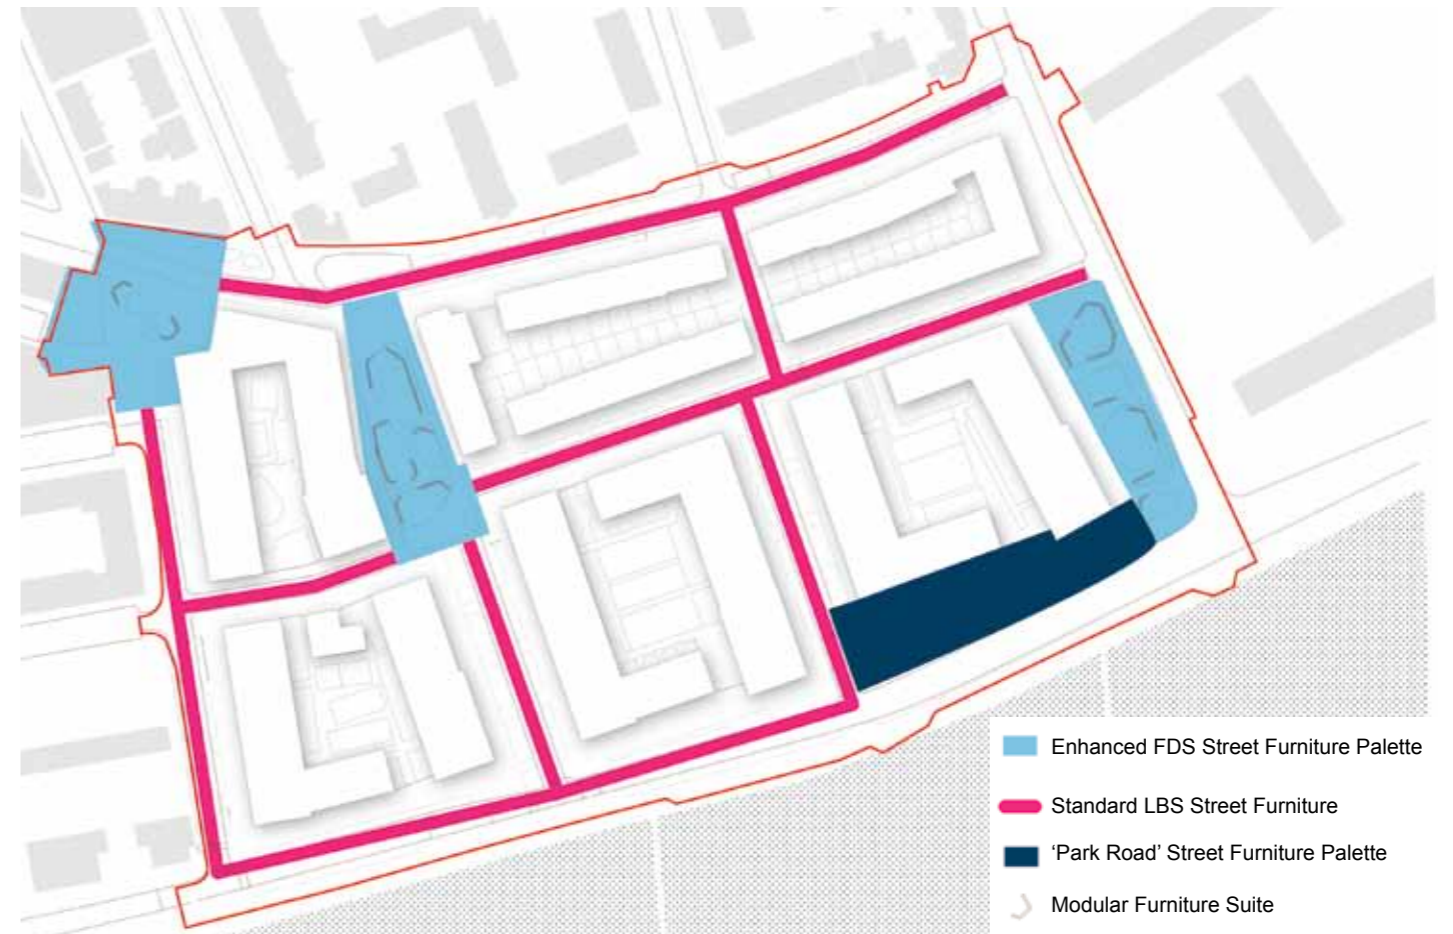 Enhanced FDS Street Furniture Palette
Standard LBS Street Furniture
‘Park Road’ Street Furniture Palette
Modular Furniture Suite